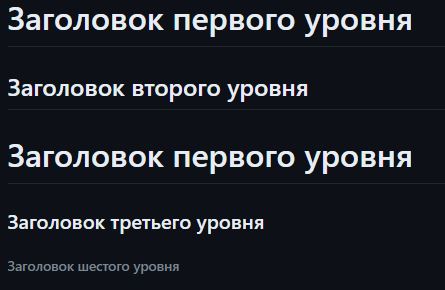 Заголовок первого уровня
Заголовок второго уровня
Заголовок первого уровня
Заголовок третьего уровня
Заголовок шестого уровня